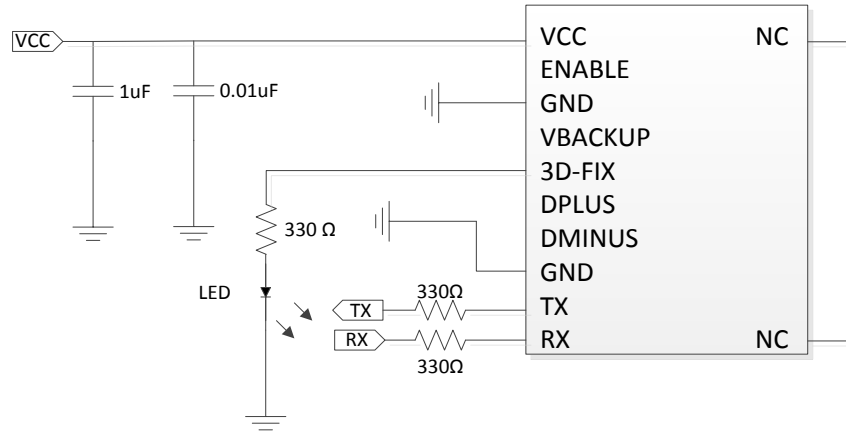 VCC
1uF
0.01uF
330 Ω
LED
TX
RX
330Ω
330Ω
VCC
ENABLE
GND
VBACKUP
3D-FIX
DPLUS
DMINUS
GND
TX
RX
NC
NC